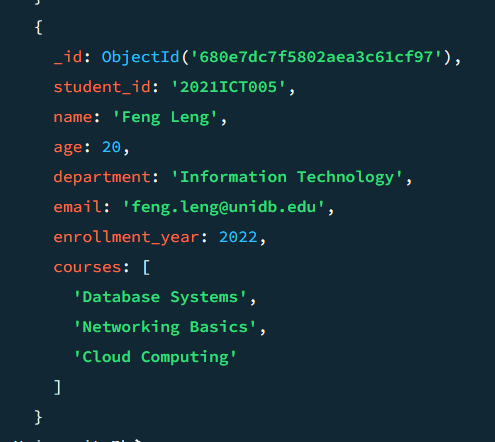 }
{
_id: ObjectId('680e7dc7f5802aea3c61cf97'),
student_id: '2021ICT005',
name: 'Feng Leng',
age: 20,
department: 'Information Technology',
email: 'feng.leng@unidb.edu',
enrollment_year: 2022,
courses: [
'Database Systems',
'Networking Basics',
'Cloud Computing'
]
}